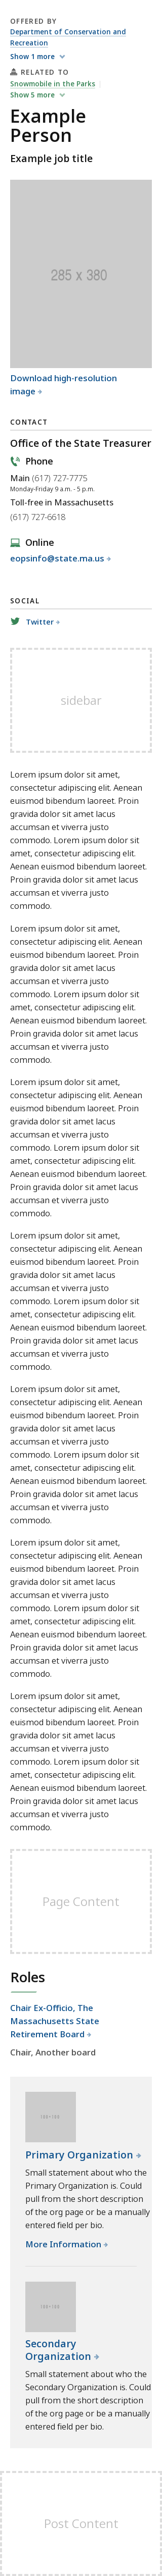 OFFERED BY
Department of Conservation and
Recreation
Show 1 more
RELATED TO
Snowmobile in the Parks
Show 5 more
Example
Person
Example job title
285 x 380
Download high-resolution
image
CONTACT
Office of the State Treasurer
Phone
Main (617) 727-7775
Monday-Friday 9 a.m. - 5 p.m.
Toll-free in Massachusetts
(617) 727-6618
Online
eopsinfo@state.ma.us
SOCIAL
Twitter
sidebar
Lorem ipsum dolor sit amet,
consectetur adipiscing elit. Aenean
euismod bibendum laoreet. Proin
gravida dolor sit amet lacus
accumsan et viverra justo
commodo. Lorem ipsum dolor sit
amet, consectetur adipiscing elit.
Aenean euismod bibendum laoreet.
Proin gravida dolor sit amet lacus
accumsan et viverra justo
commodo.
Lorem ipsum dolor sit amet,
consectetur adipiscing elit. Aenean
euismod bibendum laoreet. Proin
gravida dolor sit amet lacus
accumsan et viverra justo
commodo. Lorem ipsum dolor sit
amet, consectetur adipiscing elit.
Aenean euismod bibendum laoreet.
Proin gravida dolor sit amet lacus
accumsan et viverra justo
commodo.
Lorem ipsum dolor sit amet,
consectetur adipiscing elit. Aenean
euismod bibendum laoreet. Proin
gravida dolor sit amet lacus
accumsan et viverra justo
commodo. Lorem ipsum dolor sit
amet, consectetur adipiscing elit.
Aenean euismod bibendum laoreet.
Proin gravida dolor sit amet lacus
accumsan et viverra justo
commodo.
Lorem ipsum dolor sit amet,
consectetur adipiscing elit. Aenean
euismod bibendum laoreet. Proin
gravida dolor sit amet lacus
accumsan et viverra justo
commodo. Lorem ipsum dolor sit
amet, consectetur adipiscing elit.
Aenean euismod bibendum laoreet.
Proin gravida dolor sit amet lacus
accumsan et viverra justo
commodo.
Lorem ipsum dolor sit amet,
consectetur adipiscing elit. Aenean
euismod bibendum laoreet. Proin
gravida dolor sit amet lacus
accumsan et viverra justo
commodo. Lorem ipsum dolor sit
amet, consectetur adipiscing elit.
Aenean euismod bibendum laoreet.
Proin gravida dolor sit amet lacus
accumsan et viverra justo
commodo.
Lorem ipsum dolor sit amet,
consectetur adipiscing elit. Aenean
euismod bibendum laoreet. Proin
gravida dolor sit amet lacus
accumsan et viverra justo
commodo. Lorem ipsum dolor sit
amet, consectetur adipiscing elit.
Aenean euismod bibendum laoreet.
Proin gravida dolor sit amet lacus
accumsan et viverra justo
commodo.
Lorem ipsum dolor sit amet,
consectetur adipiscing elit. Aenean
euismod bibendum laoreet. Proin
gravida dolor sit amet lacus
accumsan et viverra justo
commodo. Lorem ipsum dolor sit
amet, consectetur adipiscing elit.
Aenean euismod bibendum laoreet.
Proin gravida dolor sit amet lacus
accumsan et viverra justo
commodo.
Page Content
Roles
Chair Ex-Officio, The
Massachusetts State
Retirement Board
Chair, Another board
Primary Organization
Small statement about who the
Primary Organization is. Could
pull from the short description
of the org page or be a manually
entered field per bio.
More Information
Secondary
Organization
Small statement about who the
Secondary Organization is. Could
pull from the short description
of the org page or be a manually
entered field per bio.
Post Content